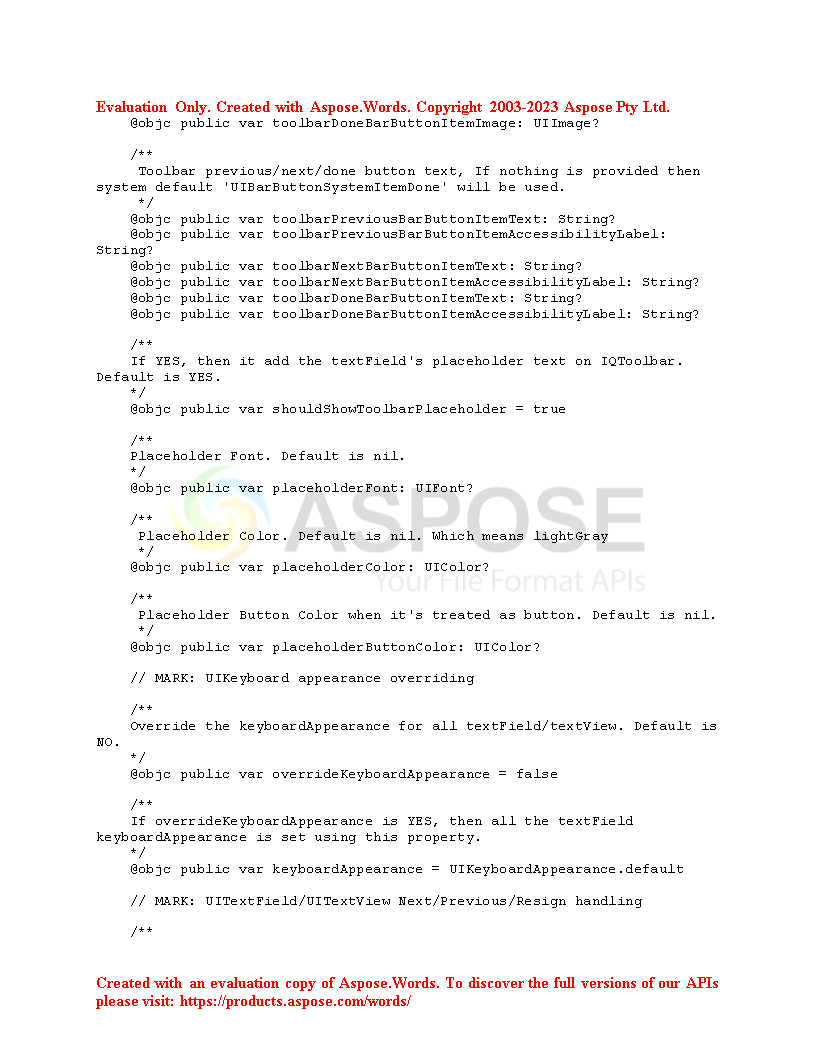 Evaluation Only. Created with Aspose.Words. Copyright 2003-2023 Aspose Pty Ltd.
    @objc public var toolbarDoneBarButtonItemImage: UIImage?

    /**
     Toolbar previous/next/done button text, If nothing is provided then
system default 'UIBarButtonSystemItemDone' will be used.
     */
    @objc public var toolbarPreviousBarButtonItemText: String?
    @objc public var toolbarPreviousBarButtonItemAccessibilityLabel:
String?
    @objc public var toolbarNextBarButtonItemText: String?
    @objc public var toolbarNextBarButtonItemAccessibilityLabel: String?
    @objc public var toolbarDoneBarButtonItemText: String?
    @objc public var toolbarDoneBarButtonItemAccessibilityLabel: String?

    /**
    If YES, then it add the textField's placeholder text on IQToolbar.
Default is YES.
    */
    @objc public var shouldShowToolbarPlaceholder = true

    /**
    Placeholder Font. Default is nil.
    */
    @objc public var placeholderFont: UIFont?

    /**
     Placeholder Color. Default is nil. Which means lightGray
     */
    @objc public var placeholderColor: UIColor?

    /**
     Placeholder Button Color when it's treated as button. Default is nil.
     */
    @objc public var placeholderButtonColor: UIColor?

    // MARK: UIKeyboard appearance overriding

    /**
    Override the keyboardAppearance for all textField/textView. Default is
NO.
    */
    @objc public var overrideKeyboardAppearance = false

    /**
    If overrideKeyboardAppearance is YES, then all the textField
keyboardAppearance is set using this property.
    */
    @objc public var keyboardAppearance = UIKeyboardAppearance.default

    // MARK: UITextField/UITextView Next/Previous/Resign handling

    /**
ASPOSE
Your File Format APIs
Created with an evaluation copy of Aspose.Words. To discover the full versions of our APIs
please visit: https://products.aspose.com/words/